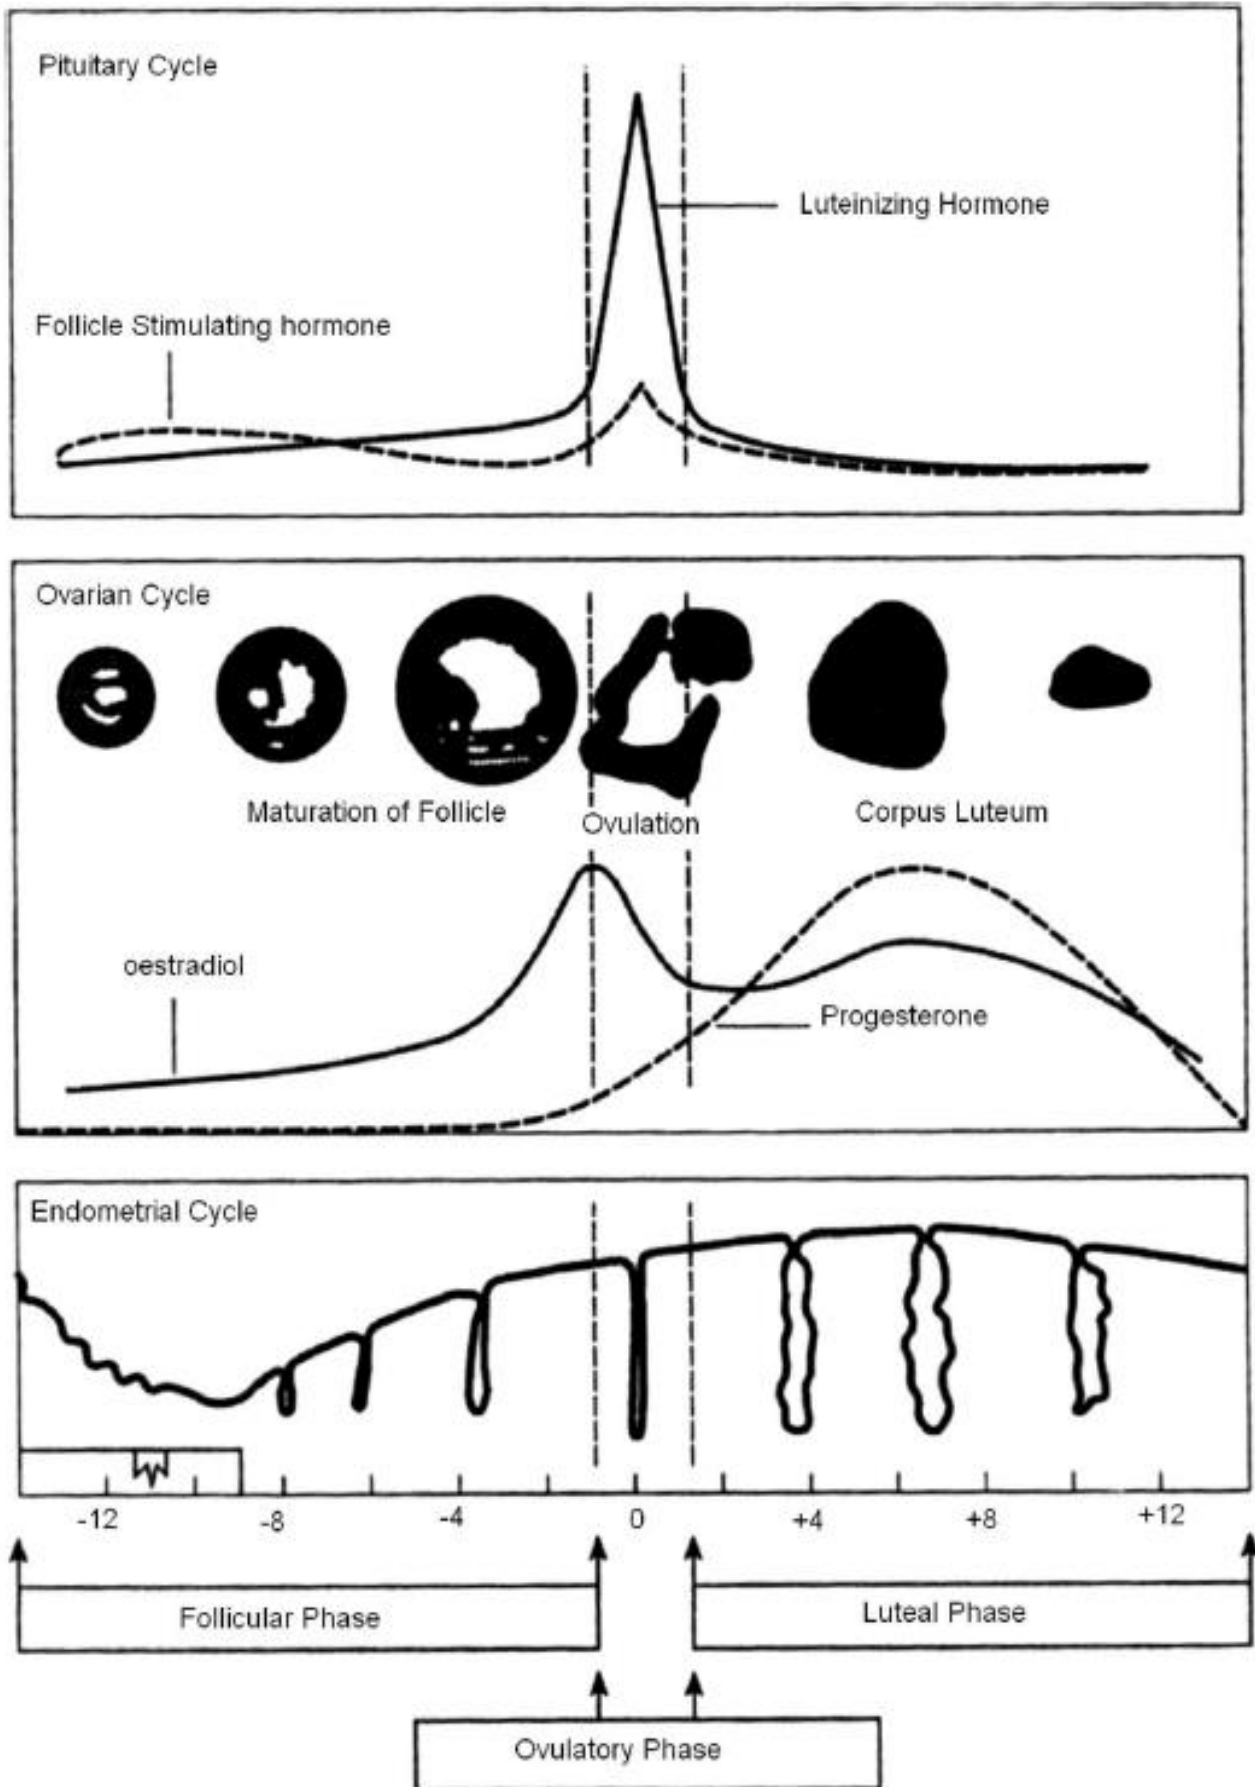 Pituitary Cycle
Luteinizing Hormone
Follicle Stimulating hormone
Ovarian Cycle
Maturation of Follicle
Ovulation
Corpus Luteum
oestradiol
Progesterone
Endometrial Cycle
-12 -8 -4 0 +4 +8 +12
Follicular Phase
Luteal Phase
Ovulatory Phase